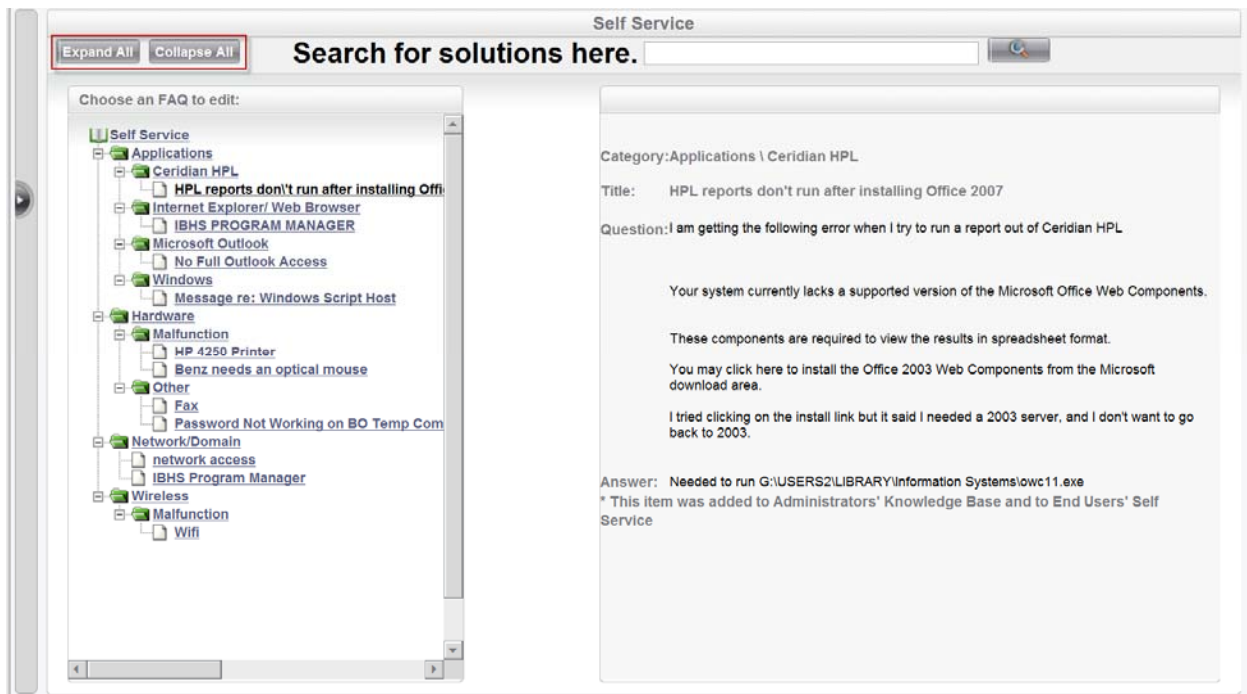 Self Service
Expand All Collapse All Search for solutions here.
Choose an FAQ to edit:
Self Service
Applications
Ceridian HPL
HPL reports don\'t run after installing Offi
Internet Explorer/ Web Browser
IBHS PROGRAM MANAGER
Microsoft Outlook
No Full Outlook Access
Windows
Message re: Windows Script Host
Hardware
Malfunction
HP 4250 Printer
Benz needs an optical mouse
Other
Fax
Password Not Working on BO Temp Com
Network/Domain
network access
IBHS Program Manager
Wireless
Malfunction
Wifi
Category: Applications \ Ceridian HPL
Title: HPL reports don't run after installing Office 2007
Question: I am getting the following error when I try to run a report out of Ceridian HPL
Your system currently lacks a supported version of the Microsoft Office Web Components.
These components are required to view the results in spreadsheet format.
You may click here to install the Office 2003 Web Components from the Microsoft
download area.
I tried clicking on the install link but it said I needed a 2003 server, and I don't want to go
back to 2003.
Answer: Needed to run G:\USERS2\LIBRARY\Information Systems\owc11.exe
* This item was added to Administrators' Knowledge Base and to End Users' Self
Service